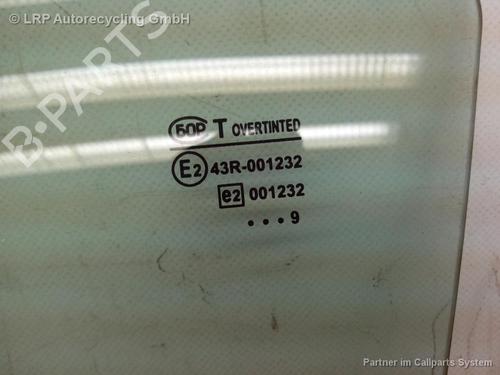 © LRP Autorecycling GmbH
B-PARTS
БОР T OVERTINTED
E2 43R-001232
e2 001232
• • • 9
Partner im Callparts System